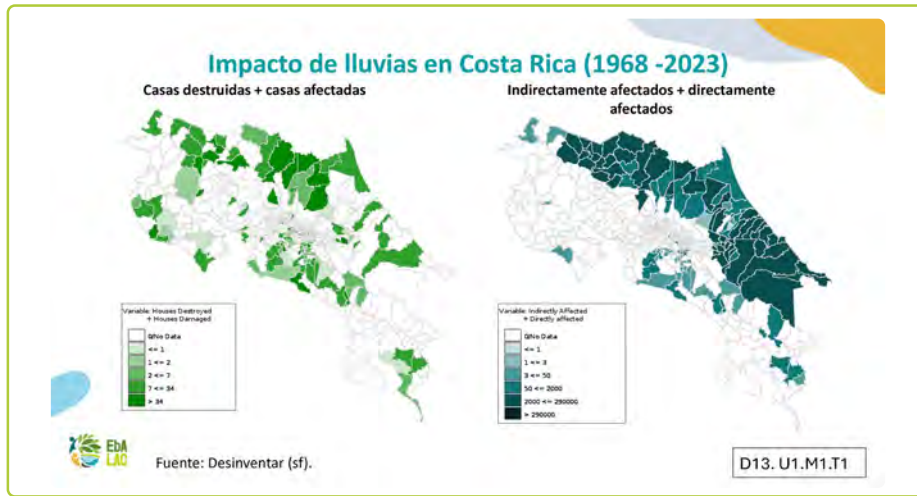 Impacto de lluvias en Costa Rica (1968 -2023)
Casas destruidas + casas afectadas
Indirectamente afectados + directamente
afectados
Variable: Houses Destroyed
+ Houses Damaged
0/No Data
<= 1
1 <= 2
2 <= 7
7 <= 34
> 34
Variable: Indirectly Affected
+ Directly affected
0/No Data
<= 1
1 <= 3
3 <= 50
50 <= 2000
2000 <= 290000
> 290000
EbA
LAC
Fuente: Desinventar (sf).
D13. U1.M1.T1